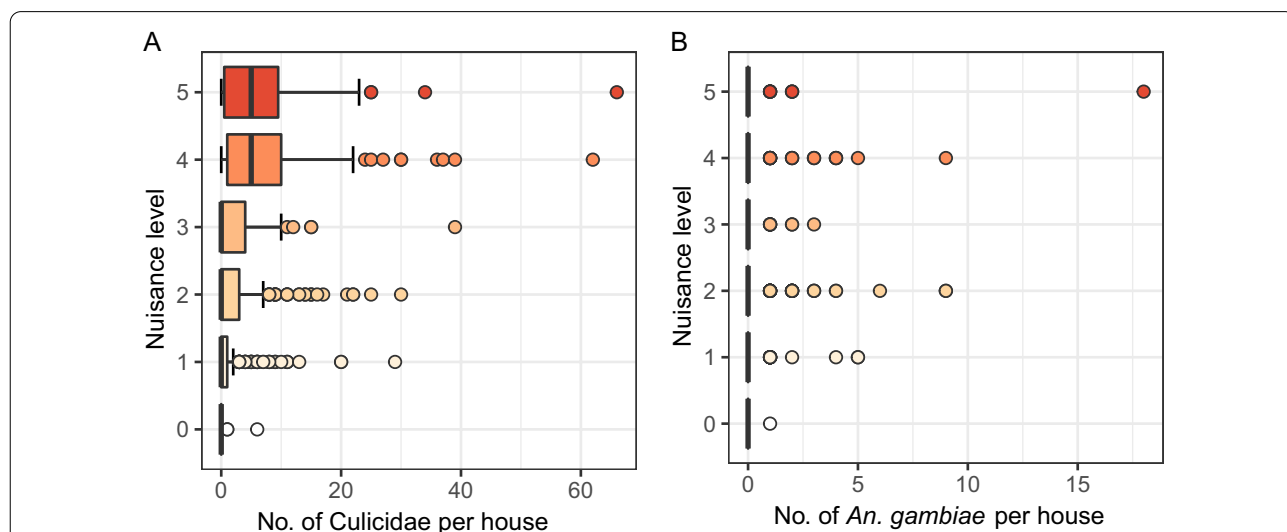 A
Nuisance level
5
4
3
2
1
0
0 20 40 60
No. of Culicidae per house
B
Nuisance level
5
4
3
2
1
0
0 5 10 15
No. of An. gambiae per house